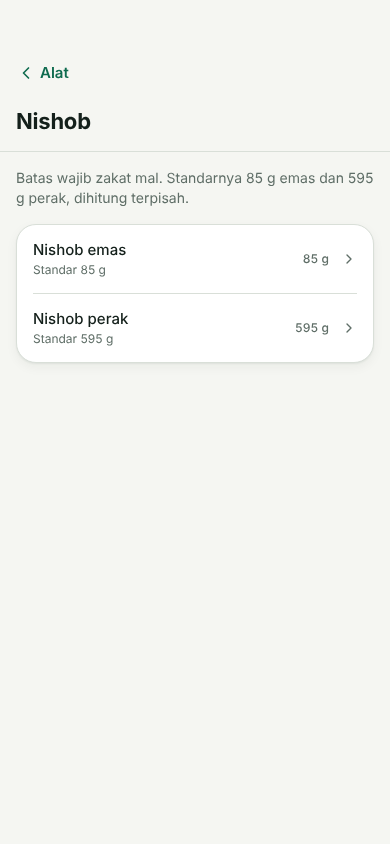 Alat
Nishob
Batas wajib zakat mal. Standarnya 85 g emas dan 595
g perak, dihitung terpisah.
Nishob emas
Standar 85 g
85 g
Nishob perak
Standar 595 g
595 g